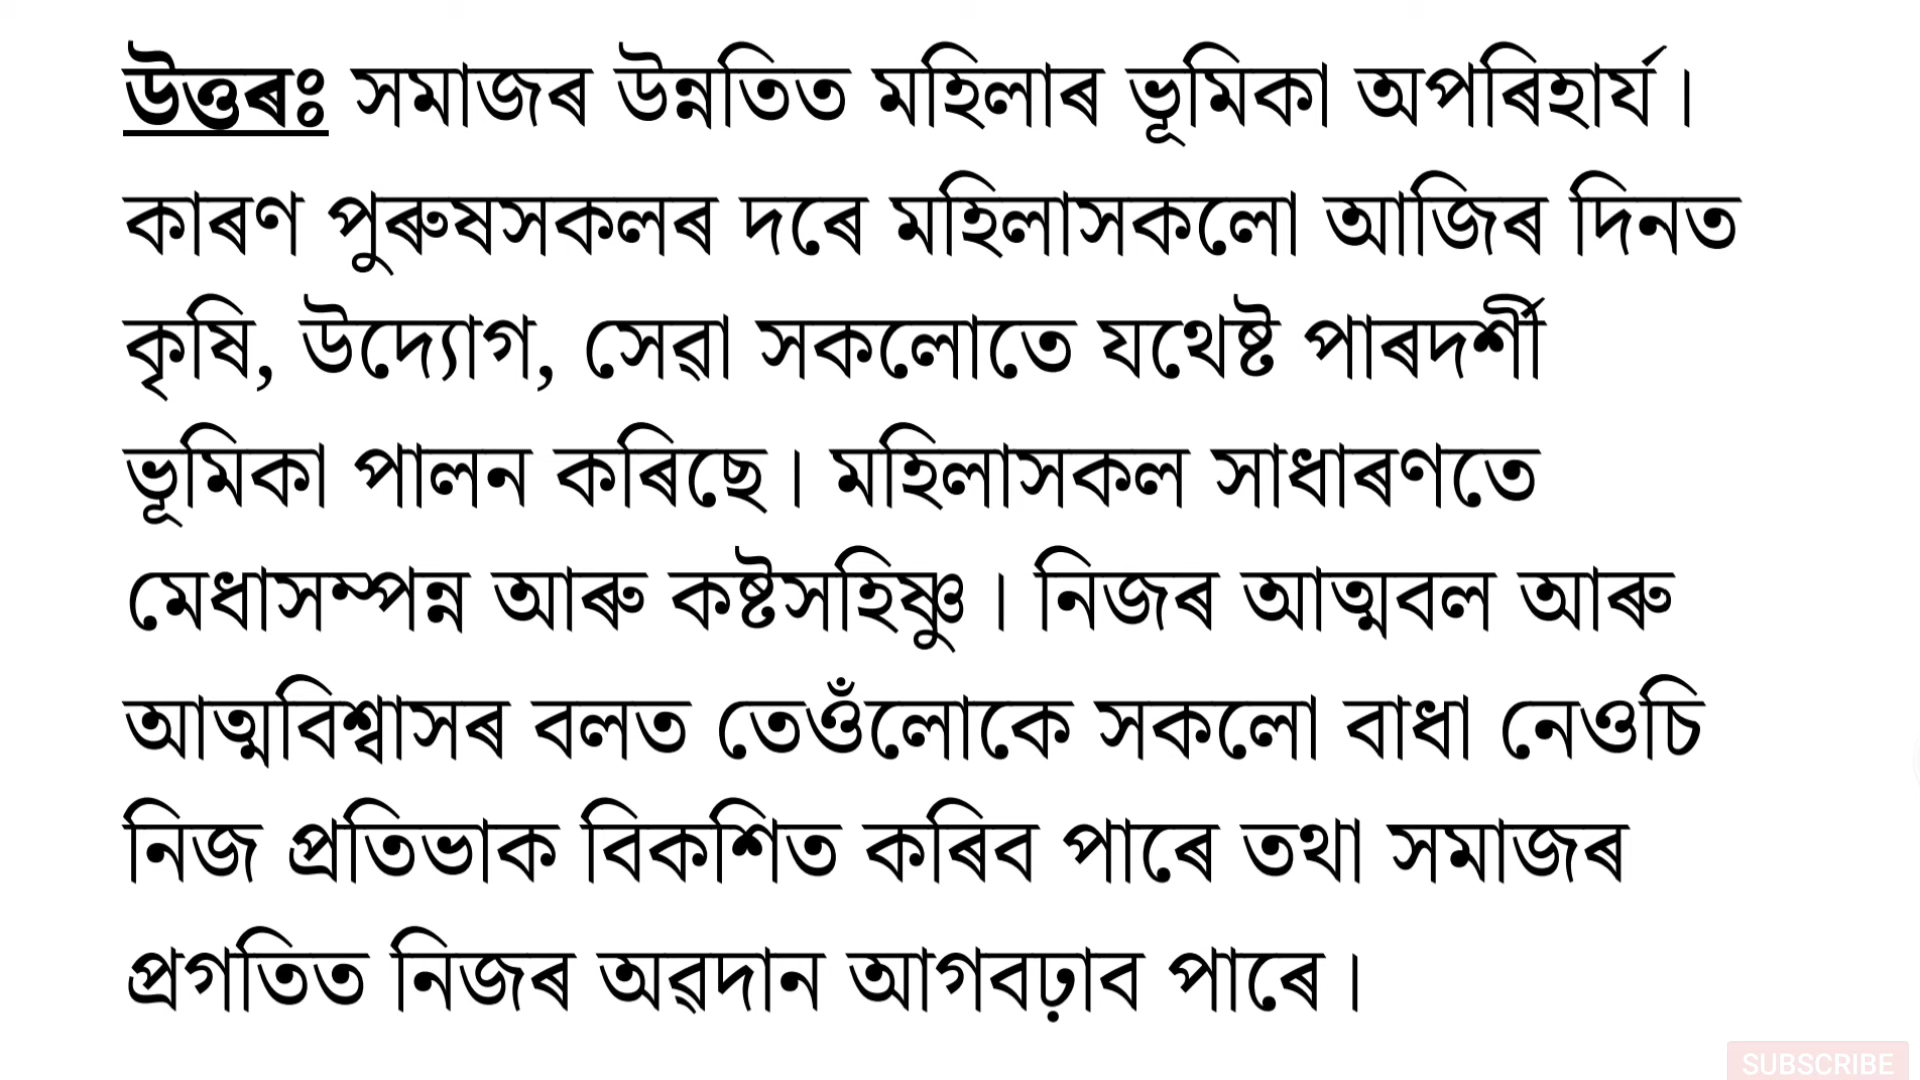 উত্তৰঃ সমাজৰ উন্নতিত মহিলাৰ ভূমিকা অপৰিহাৰ্য।
কাৰণ পুৰুষসকলৰ দৰে মহিলাসকলো আজিৰ দিনত
কৃষি, উদ্যোগ, সেৱা সকলোতে যথেষ্ট পাৰদৰ্শী
ভূমিকা পালন কৰিছে। মহিলাসকল সাধাৰণতে
মেধাসম্পন্ন আৰু কষ্টসহিষ্ণু। নিজৰ আত্মবল আৰু
আত্মবিশ্বাসৰ বলত তেওঁলোকে সকলো বাধা নেওচি
নিজ প্ৰতিভাক বিকশিত কৰিব পাৰে তথা সমাজৰ
প্ৰগতিত নিজৰ অৱদান আগবঢ়াব পাৰে।
SUBSCRIBE